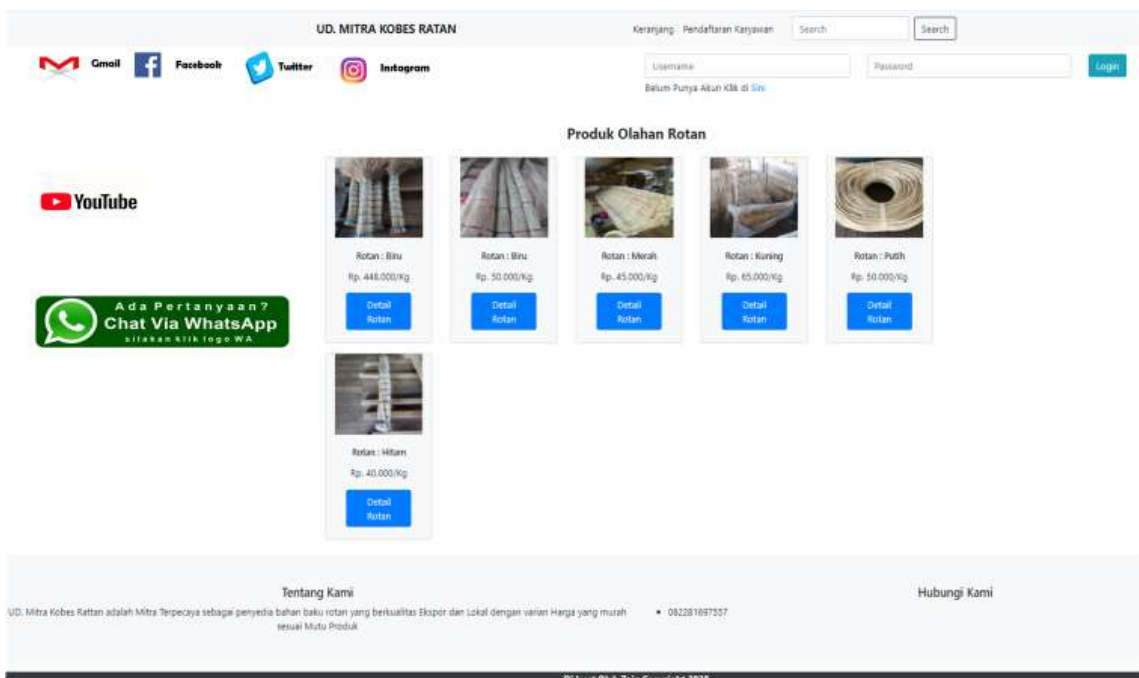 UD. MITRA KOBES RATAN
Keranjang Pendaftaran Karyawan Search Search
Gmail Facebook Twitter Instagram
Username Password Login
Belum Punya Akun Klik di Sini
Produk Olahan Rotan
YouTube
Rotan : Biru Rotan : Biru Rotan : Merah Rotan : Kuning Rotan : Putih
Rp. 448.000/Kg Rp. 50.000/Kg Rp. 45.000/Kg Rp. 65.000/Kg Rp. 50.000/Kg
Detail Detail Detail Detail Detail
Rotan Rotan Rotan Rotan Rotan
Ada Pertanyaan?
Chat Via WhatsApp
silakan klik logo WA
Rotan : Hitam
Rp. 40.000/Kg
Detail
Rotan
Tentang Kami
UD. Mitra Kobes Rattan adalah Mitra Terpecaya sebagai penyedia bahan baku rotan yang berkualitas Ekspor dan Lokal dengan varian Harga yang murah
sesuai Mutu Produk
Hubungi Kami
082281697557